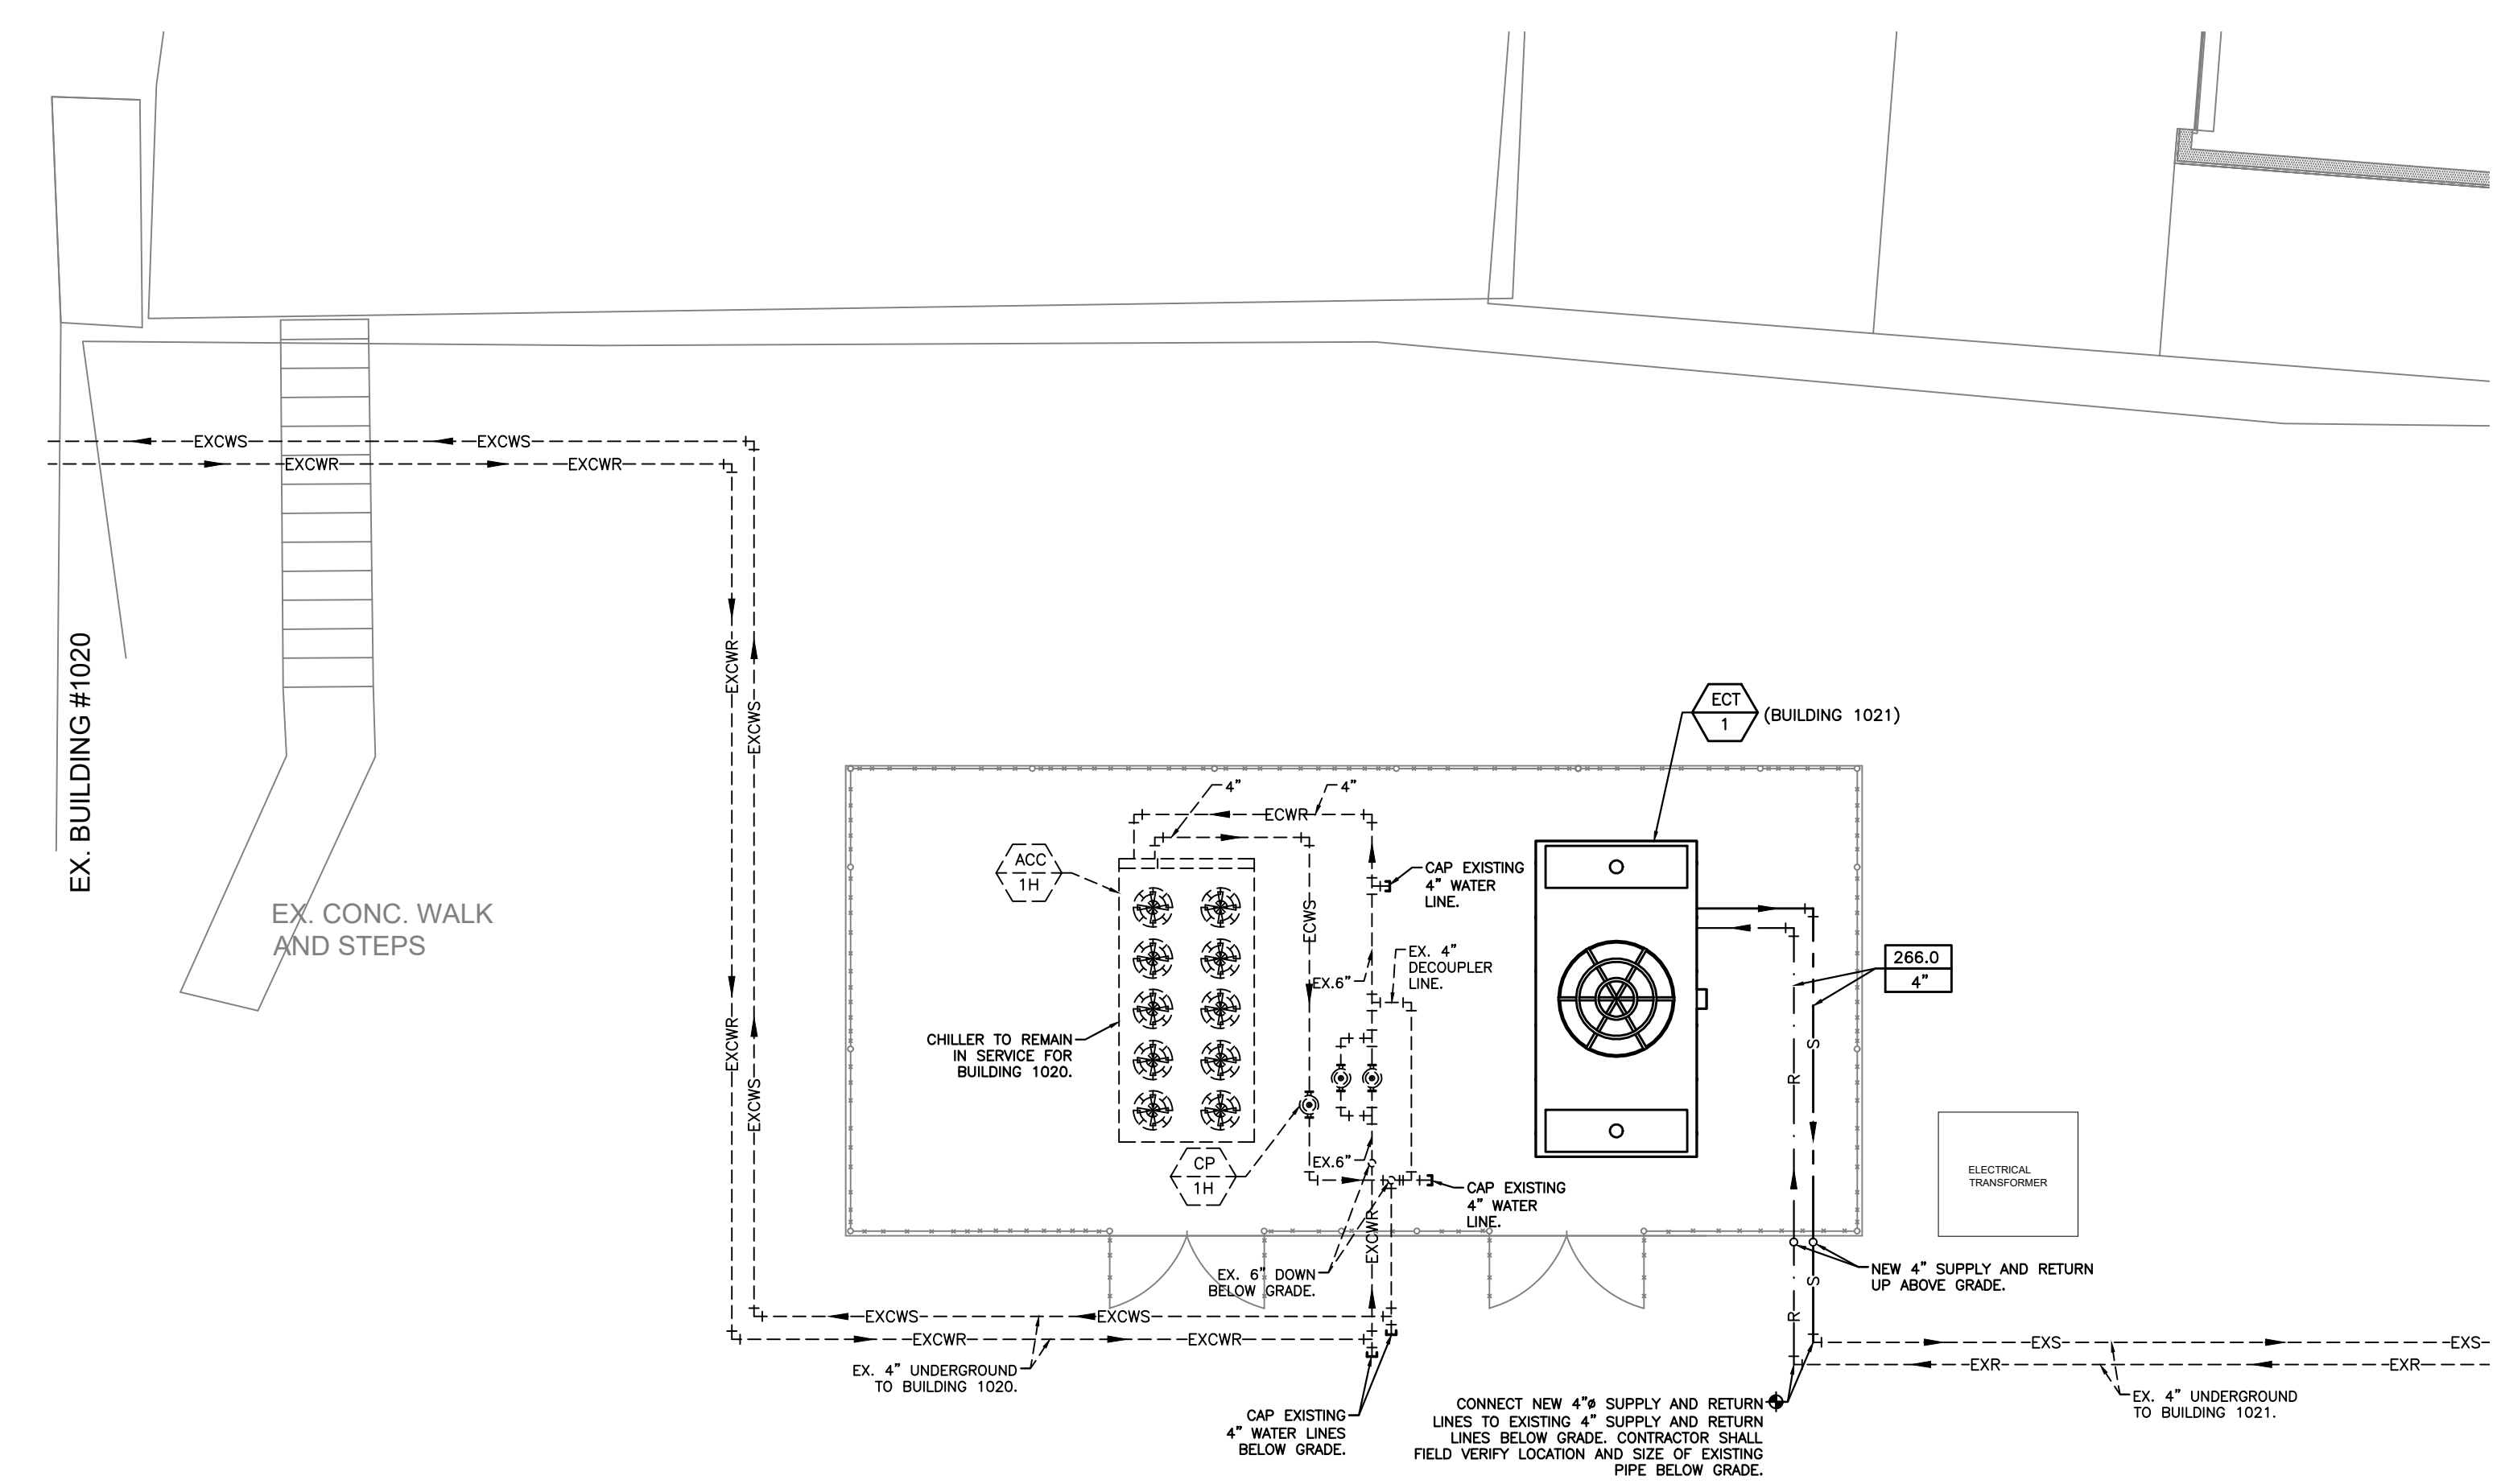 EXCWS
EXCWS
EXCWR
EXCWR
EX. BUILDING #1020
EXCWR
EXCWS
EX. CONC. WALK
AND STEPS
EXCWR
EXCWS
ECT
1
(BUILDING 1021)
4"
4"
ECWR
ACC
1H
CAP EXISTING
4" WATER
LINE.
ECWS
EX. 4"
DECOUPLER
LINE.
EX.6"
266.0
4"
CHILLER TO REMAIN
IN SERVICE FOR
BUILDING 1020.
S
R
CP
1H
EX.6"
CAP EXISTING
4" WATER
LINE.
EXCWR
ELECTRICAL
TRANSFORMER
EX. 6" DOWN
BELOW GRADE.
NEW 4" SUPPLY AND RETURN
UP ABOVE GRADE.
S
R
EXCWS
EXCWS
EXCWR
EXCWR
EXS
EXS
EXR
EXR
EX. 4" UNDERGROUND
TO BUILDING 1020.
CAP EXISTING
4" WATER LINES
BELOW GRADE.
CONNECT NEW 4"ø SUPPLY AND RETURN
LINES TO EXISTING 4" SUPPLY AND RETURN
LINES BELOW GRADE. CONTRACTOR SHALL
FIELD VERIFY LOCATION AND SIZE OF EXISTING
PIPE BELOW GRADE.
EX. 4" UNDERGROUND
TO BUILDING 1021.